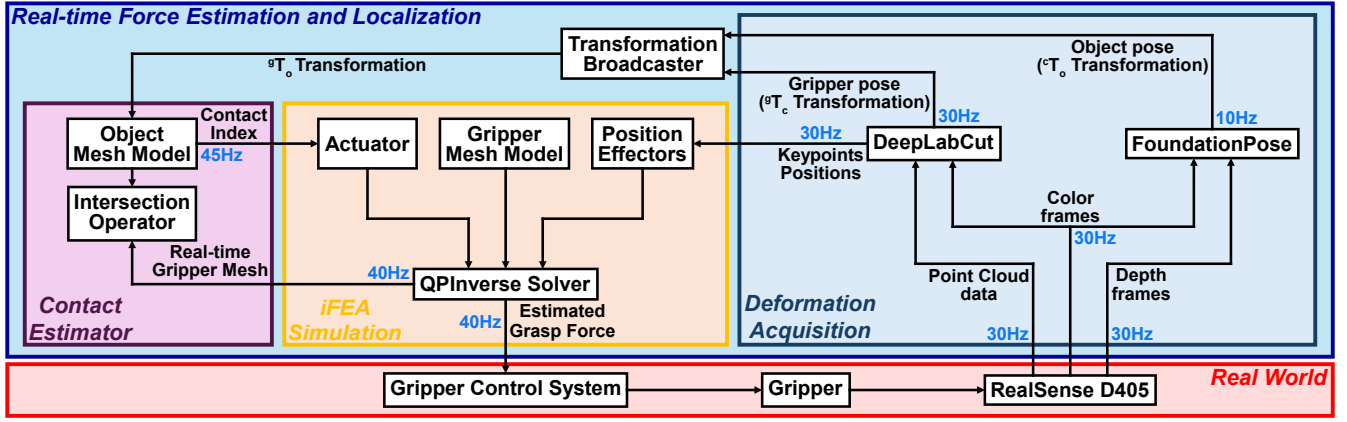 Real-time Force Estimation and Localization
Transformation
Broadcaster
ᵍTₒ Transformation
Object pose
(ᶜTₒ Transformation)
Gripper pose
(ᵍT꜀ Transformation)
30Hz
10Hz
Contact
Index
45Hz
Object
Mesh Model
Actuator
Gripper
Mesh Model
Position
Effectors
30Hz
Keypoints
Positions
DeepLabCut
FoundationPose
Intersection
Operator
Color
frames
30Hz
Real-time
Gripper Mesh
40Hz
QPInverse Solver
Point Cloud
data
Depth
frames
Contact
Estimator
iFEA
Simulation
40Hz
Estimated
Grasp Force
Deformation
Acquisition
30Hz
30Hz
Real World
Gripper Control System
Gripper
RealSense D405